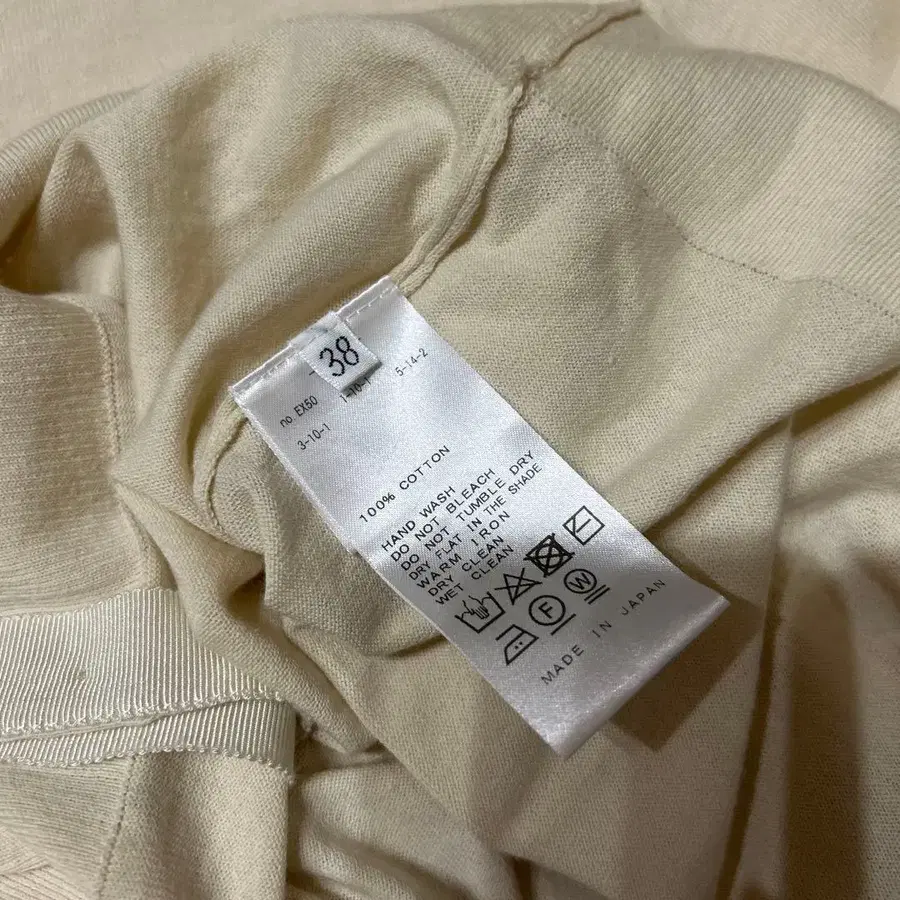 38
no. EX50 1-10-1 5-14-2
3-10-1
100% COTTON
HAND WASH
DO NOT BLEACH
DO NOT TUMBLE DRY
DRY FLAT IN THE SHADE
WARM IRON
DRY CLEAN
WET CLEAN
F W
MADE IN JAPAN